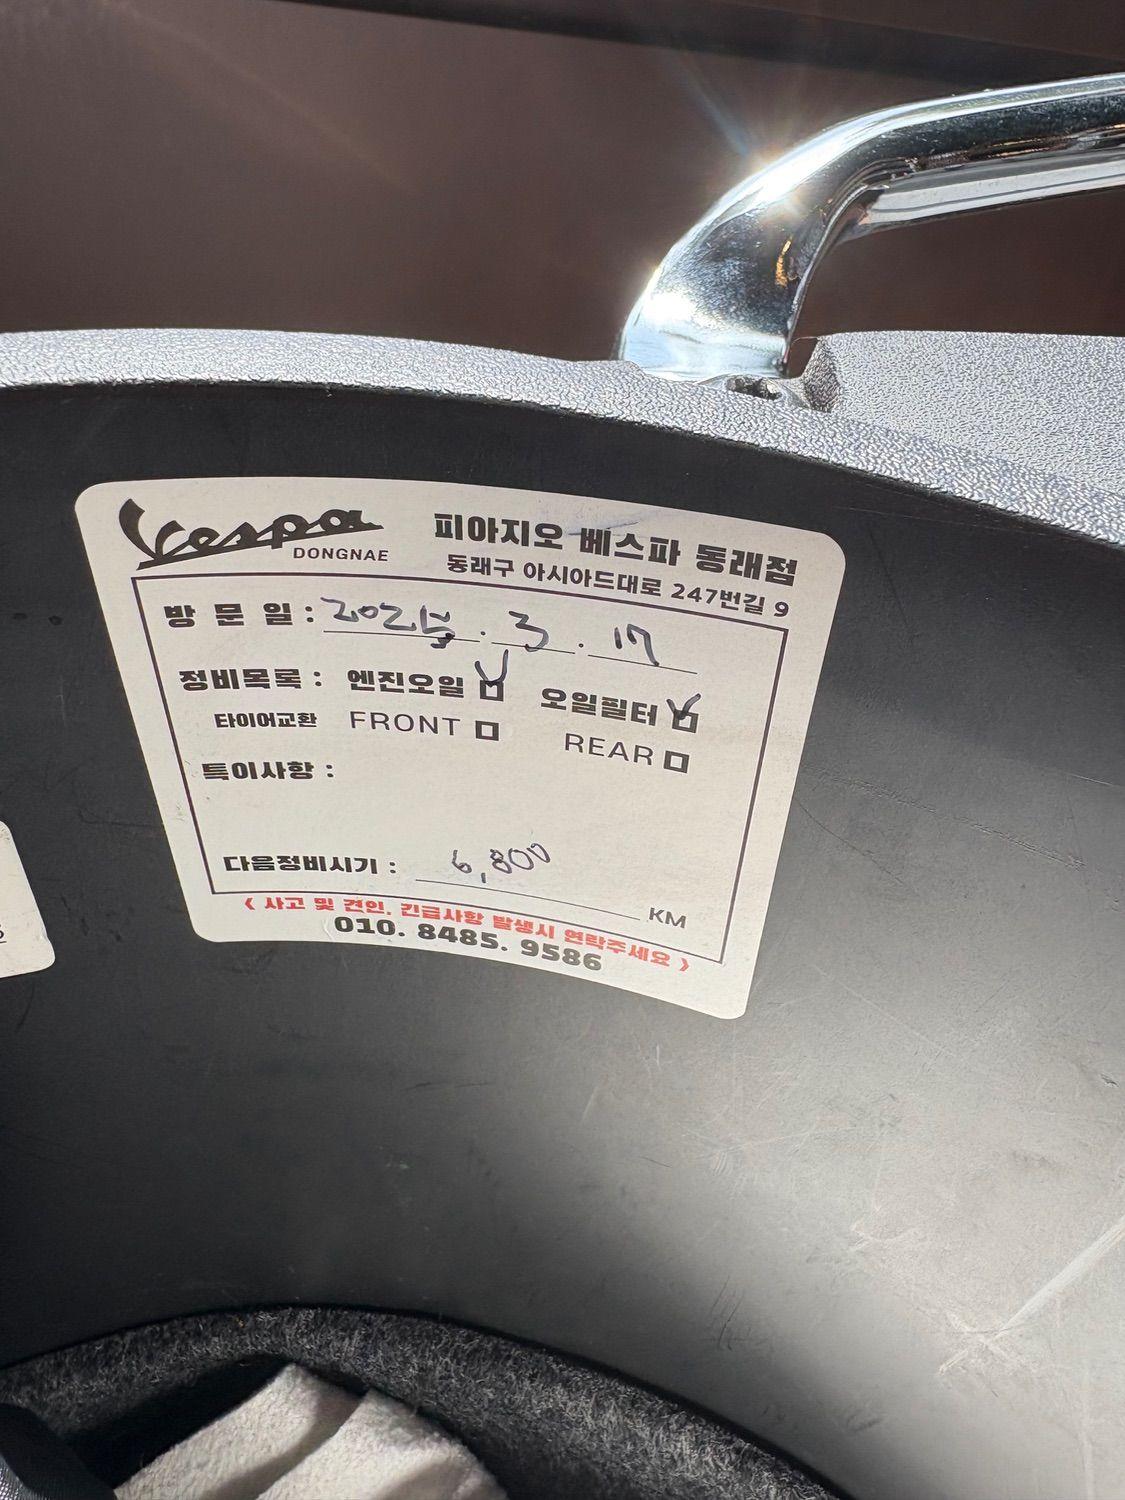 Vespa
DONGNAE
피아지오 베스파 동래점
동래구 아시아드대로 247번길 9
방 문 일 : 2025 . 3 . 17
정비목록 : 엔진오일 ☑ 오일필터 ☑
타이어교환 FRONT ☐ REAR ☐
특이사항 :
다음정비시기 : 6,800 KM
《 사고 및 견인, 긴급사항 발생시 연락주세요 》
010. 8485. 9586